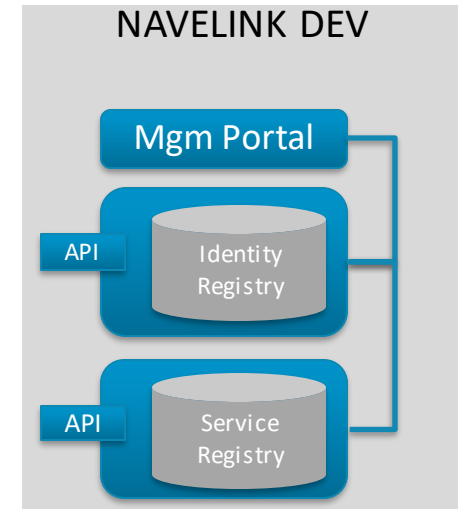 NAVELINK DEV
Mgm Portal
API
Identity
Registry
API
Service
Registry